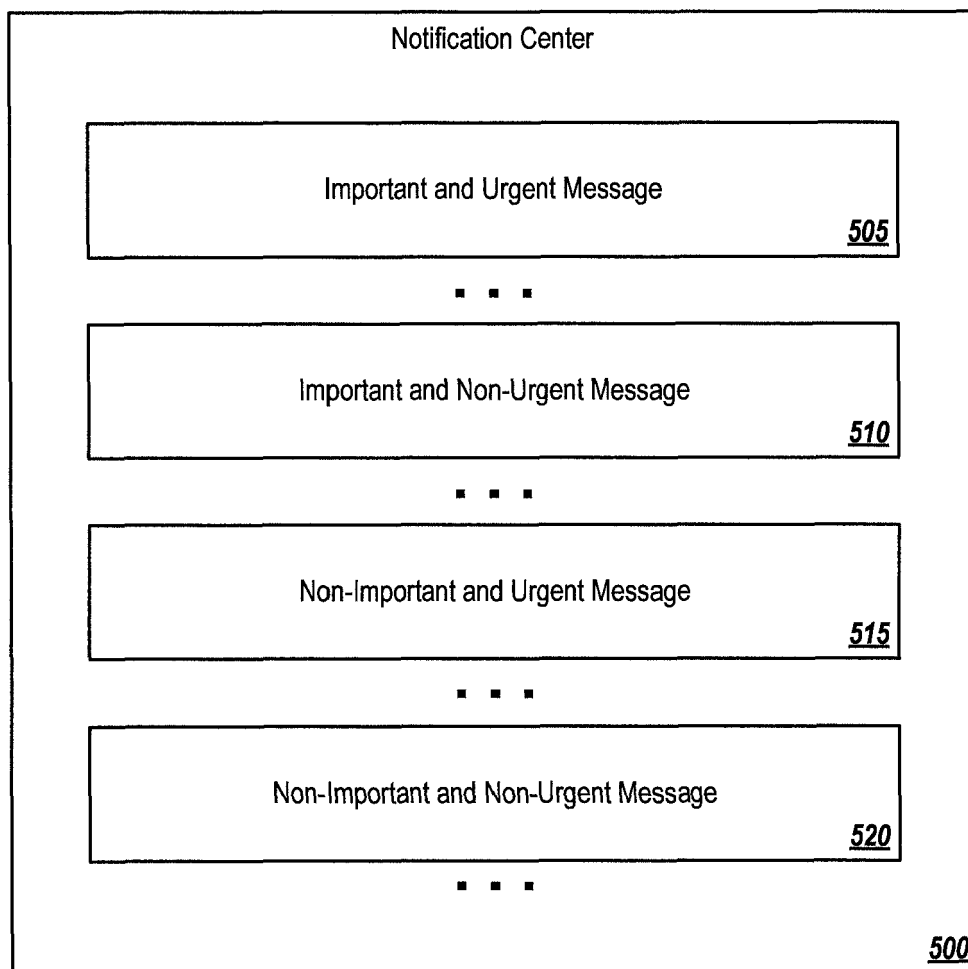 Notification Center
Important and Urgent Message
505
. . .
Important and Non-Urgent Message
510
. . .
Non-Important and Urgent Message
515
. . .
Non-Important and Non-Urgent Message
520
. . .
500